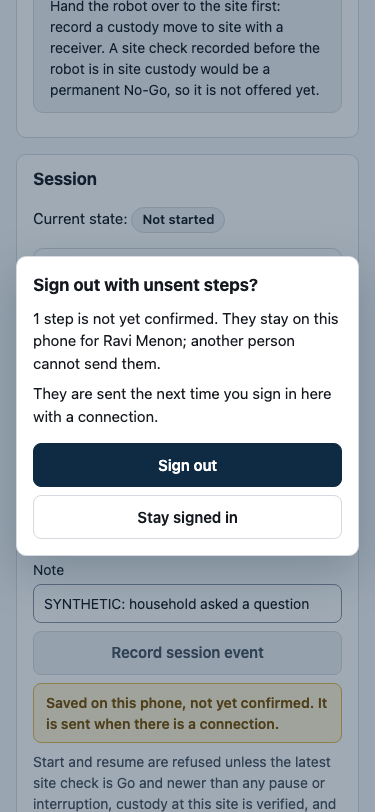 Hand the robot over to the site first:
record a custody move to site with a
receiver. A site check recorded before the
robot is in site custody would be a
permanent No-Go, so it is not offered yet.
Session
Current state: Not started
Sign out with unsent steps?
1 step is not yet confirmed. They stay on this
phone for Ravi Menon; another person
cannot send them.
They are sent the next time you sign in here
with a connection.
Sign out
Stay signed in
Note
SYNTHETIC: household asked a question
Record session event
Saved on this phone, not yet confirmed. It
is sent when there is a connection.
Start and resume are refused unless the latest
site check is Go and newer than any pause or
interruption, custody at this site is verified, and